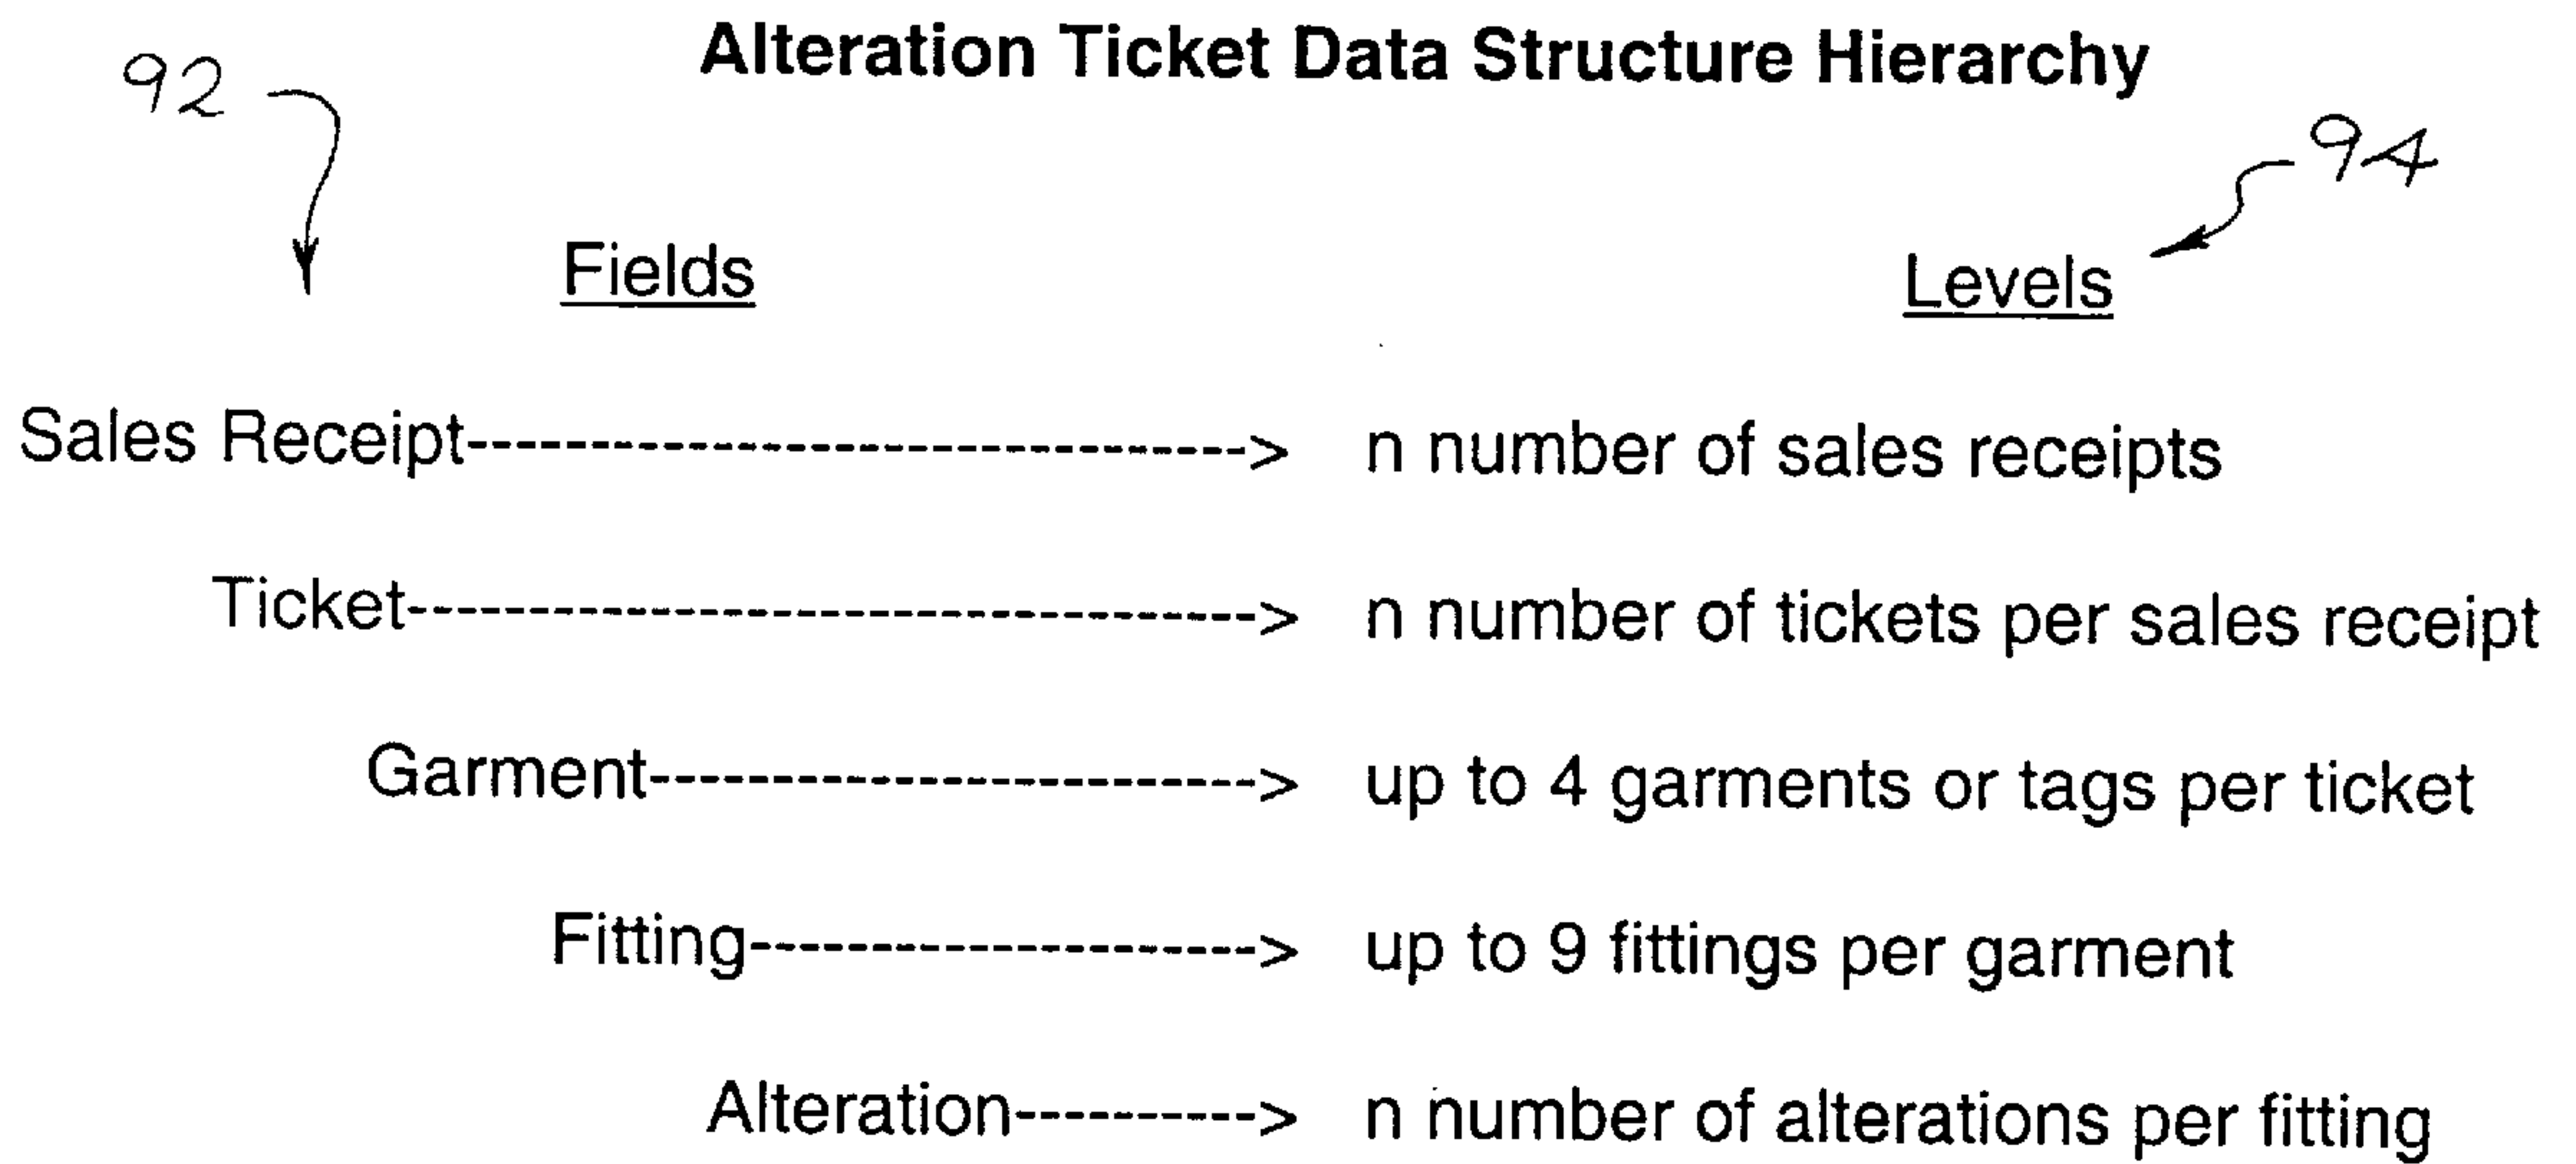 Alteration Ticket Data Structure Hierarchy
92
94
Fields Levels
Sales Receipt--------------------------------> n number of sales receipts
Ticket-----------------------------------> n number of tickets per sales receipt
Garment-------------------------> up to 4 garments or tags per ticket
Fitting---------------------> up to 9 fittings per garment
Alteration----------> n number of alterations per fitting